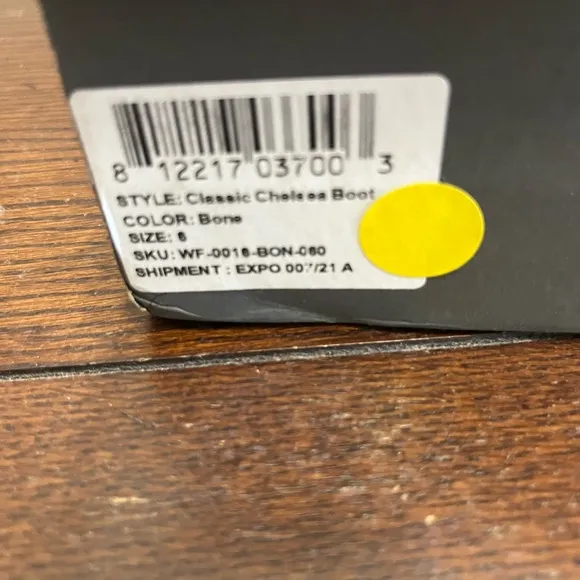 8 12217 03700 3
STYLE: Classic Chelsea Boot
COLOR: Bone
SIZE: 6
SKU: WF-0016-BON-060
SHIPMENT : EXPO 007/21 A